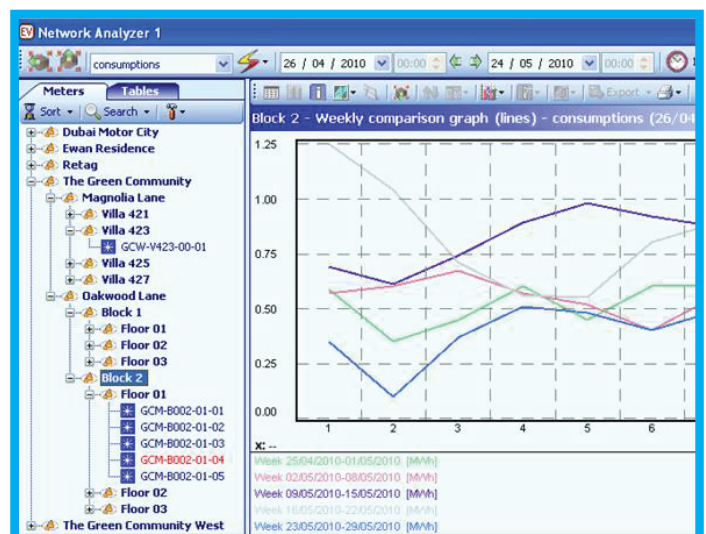 EV Network Analyzer 1
consumptions 26 / 04 / 2010 00:00 24 / 05 / 2010 00:00
Meters Tables
Sort Search
Export
Block 2 - Weekly comparison graph (lines) - consumptions (26/04
Dubai Motor City
Ewan Residence
Retag
The Green Community
Magnolia Lane
Villa 421
Villa 423
GCW-V423-00-01
Villa 425
Villa 427
Oakwood Lane
Block 1
Floor 01
Floor 02
Floor 03
Block 2
Floor 01
GCM-B002-01-01
GCM-B002-01-02
GCM-B002-01-03
GCM-B002-01-04
GCM-B002-01-05
Floor 02
Floor 03
The Green Community West
1.25
1.00
0.75
0.50
0.25
0.00
1 2 3 4 5 6
X: --
Week 25/04/2010-01/05/2010 [MWh]
Week 02/05/2010-08/05/2010 [MWh]
Week 09/05/2010-15/05/2010 [MWh]
Week 16/05/2010-22/05/2010 [MWh]
Week 23/05/2010-29/05/2010 [MWh]